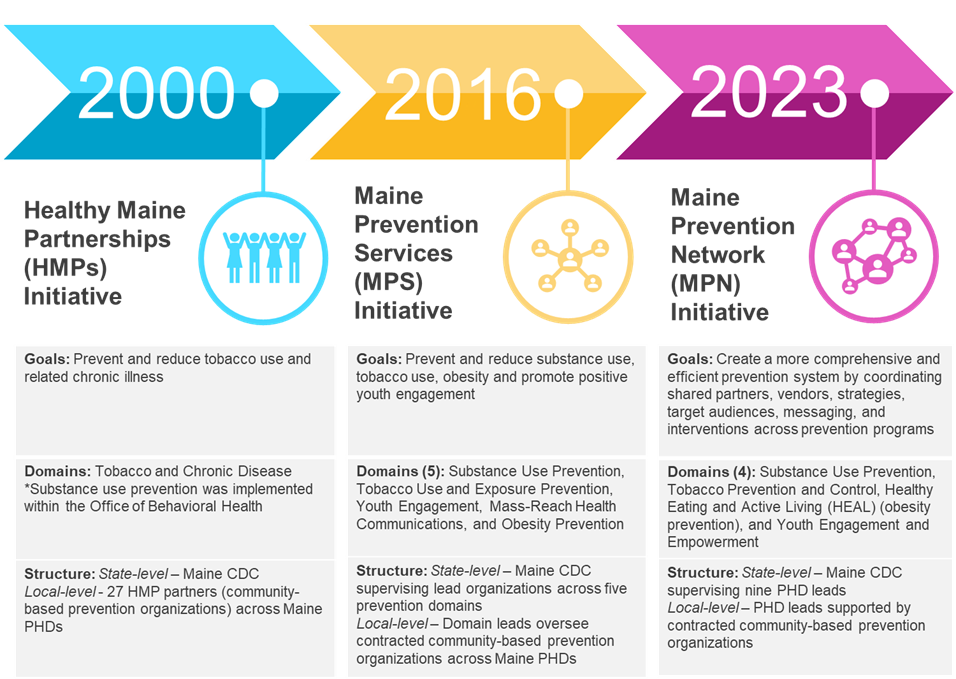 2000
2016
2023
Healthy Maine
Partnerships
(HMPs)
Initiative
Maine
Prevention
Services
(MPS)
Initiative
Maine
Prevention
Network
(MPN)
Initiative
Goals: Prevent and reduce tobacco use and
related chronic illness
Goals: Prevent and reduce substance use,
tobacco use, obesity and promote positive
youth engagement
Goals: Create a more comprehensive and
efficient prevention system by coordinating
shared partners, vendors, strategies,
target audiences, messaging, and
interventions across prevention programs
Domains: Tobacco and Chronic Disease
*Substance use prevention was implemented
within the Office of Behavioral Health
Domains (5): Substance Use Prevention,
Tobacco Use and Exposure Prevention,
Youth Engagement, Mass-Reach Health
Communications, and Obesity Prevention
Domains (4): Substance Use Prevention,
Tobacco Prevention and Control, Healthy
Eating and Active Living (HEAL) (obesity
prevention), and Youth Engagement and
Empowerment
Structure: State-level – Maine CDC
Local-level - 27 HMP partners (community-
based prevention organizations) across Maine
PHDs
Structure: State-level – Maine CDC
supervising lead organizations across five
prevention domains
Local-level – Domain leads oversee
contracted community-based prevention
organizations across Maine PHDs
Structure: State-level – Maine CDC
supervising nine PHD leads
Local-level – PHD leads supported by
contracted community-based prevention
organizations